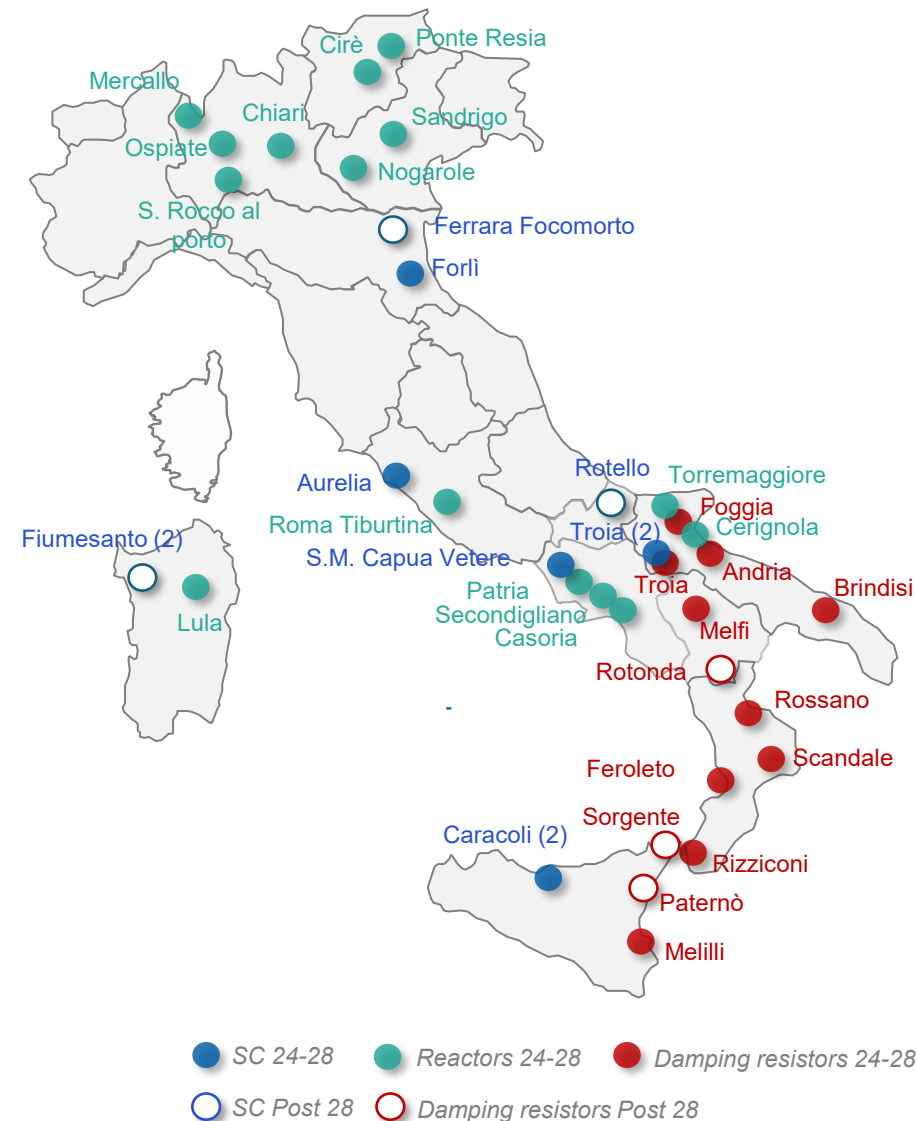 Ponte Resia
Cirè
Mercallo
Chiari
Sandrigo
Ospiate
Nogarole
S. Rocco al
porto
Ferrara Focomorto
Forlì
Rotello
Torremaggiore
Aurelia
Foggia
Roma Tiburtina
Cerignola
Troia (2)
Fiumesanto (2)
S.M. Capua Vetere
Andria
Troia
Brindisi
Patria
Secondigliano
Casoria
Lula
Melfi
Rotonda
Rossano
-
Scandale
Feroleto
Sorgente
Caracoli (2)
Rizziconi
Paternò
Melilli
SC 24-28
Reactors 24-28
Damping resistors 24-28
SC Post 28
Damping resistors Post 28